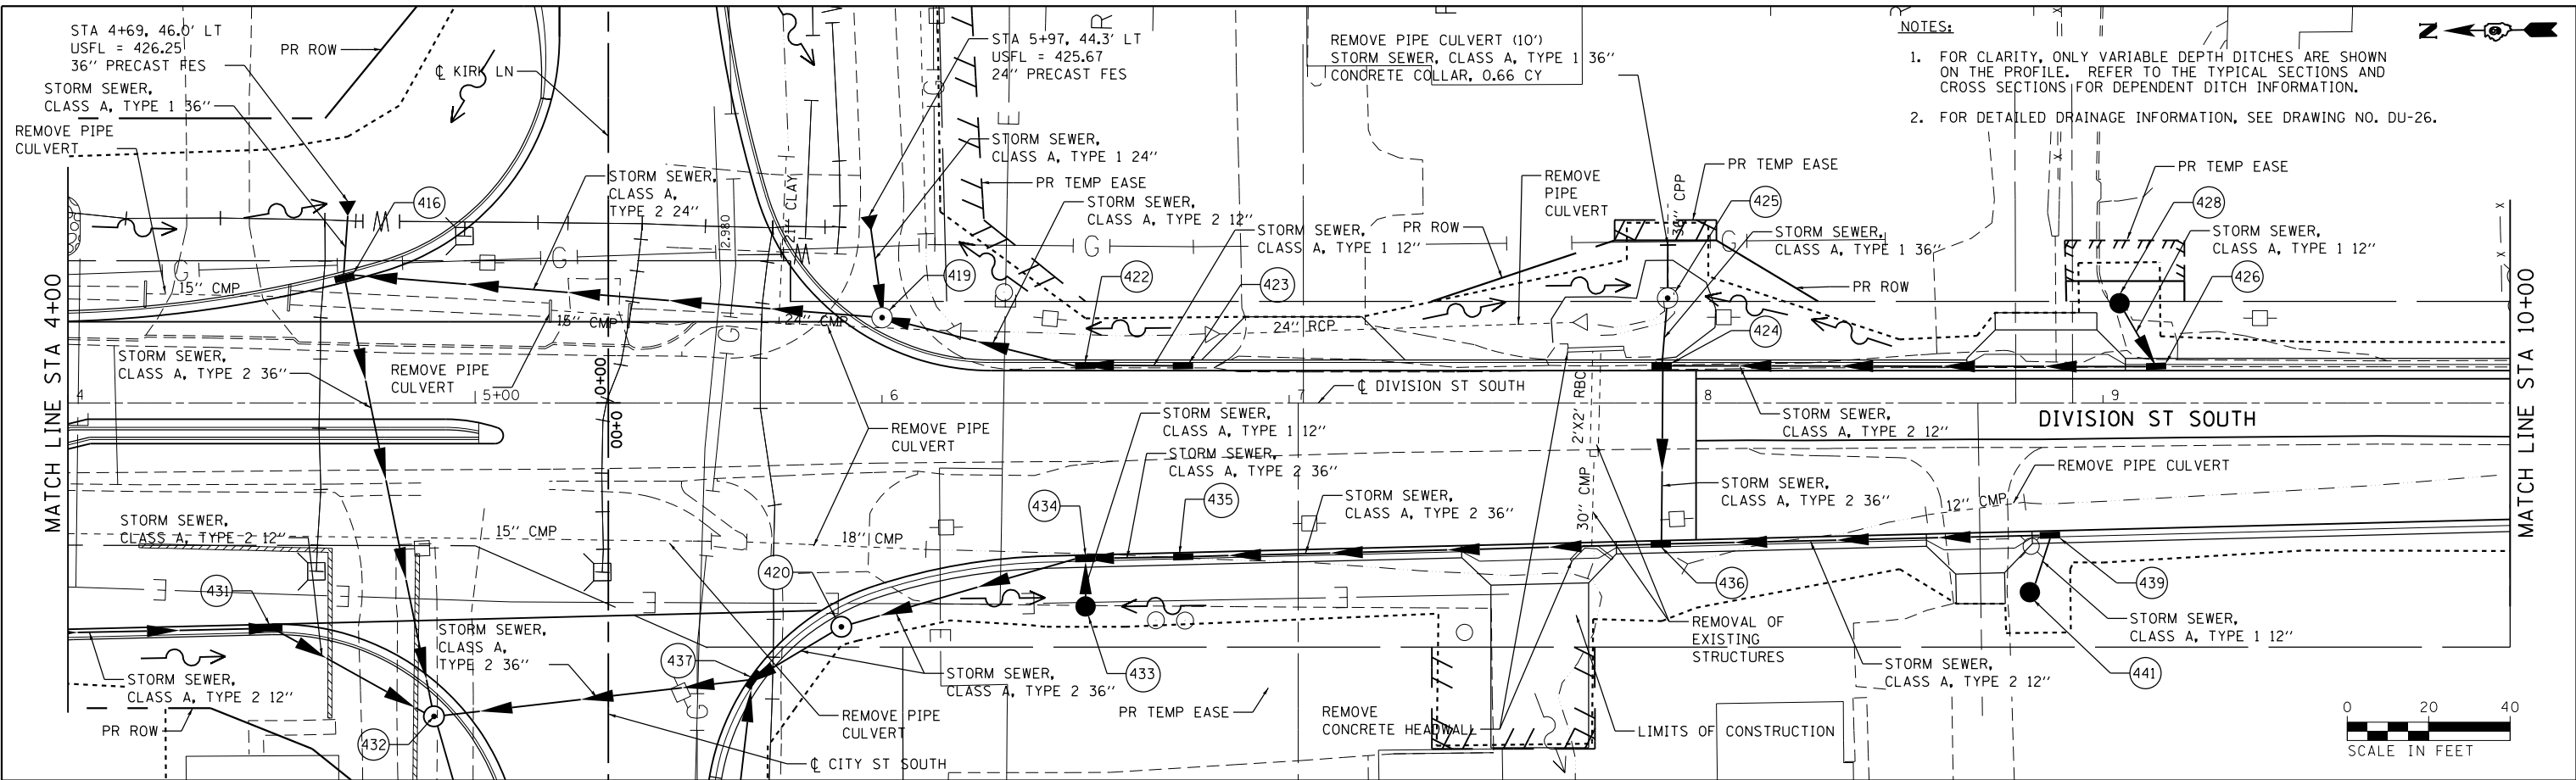 STA 4+69, 46.0' LT
USFL = 426.25
36" PRECAST FES
PR ROW
STORM SEWER,
CLASS A, TYPE 1 36"
REMOVE PIPE
CULVERT
℄ KIRK LN
STA 5+97, 44.3' LT
USFL = 425.67
24" PRECAST FES
R
REMOVE PIPE CULVERT (10')
STORM SEWER, CLASS A, TYPE 1 36"
CONCRETE COLLAR, 0.66 CY
NOTES:
1. FOR CLARITY, ONLY VARIABLE DEPTH DITCHES ARE SHOWN
ON THE PROFILE. REFER TO THE TYPICAL SECTIONS AND
CROSS SECTIONS FOR DEPENDENT DITCH INFORMATION.
2. FOR DETAILED DRAINAGE INFORMATION, SEE DRAWING NO. DU-26.
N
STORM SEWER,
CLASS A,
TYPE 2 24"
416
21" CLAY
2.980
STORM SEWER,
CLASS A, TYPE 1 24"
E
PR TEMP EASE
STORM SEWER,
CLASS A, TYPE 2 12"
STORM SEWER,
CLASS A, TYPE 1 12"
REMOVE
PIPE
CULVERT
PR ROW
36" CPP
PR TEMP EASE
425
STORM SEWER,
CLASS A, TYPE 1 36"
PR ROW
PR TEMP EASE
428
STORM SEWER,
CLASS A, TYPE 1 12"
426
W
W
G
G
G
G
G
15" CMP
15" CMP
24" CMP
419
422
423
24" RCP
424
MATCH LINE STA 4+00
MATCH LINE STA 10+00
STORM SEWER,
CLASS A, TYPE 2 36"
REMOVE PIPE
CULVERT
G
4
5+00
0+00
0+00
6
7
8
9
℄ DIVISION ST SOUTH
DIVISION ST SOUTH
REMOVE PIPE
CULVERT
STORM SEWER,
CLASS A, TYPE 1 12"
STORM SEWER,
CLASS A, TYPE 2 36"
2'X2' RBC
30" CMP
STORM SEWER,
CLASS A, TYPE 2 12"
REMOVE PIPE CULVERT
STORM SEWER,
CLASS A, TYPE 2 12"
15" CMP
18" CMP
434
435
STORM SEWER,
CLASS A, TYPE 2 36"
STORM SEWER,
CLASS A, TYPE 2 36"
12" CMP
431
420
436
439
STORM SEWER,
CLASS A,
TYPE 2 36"
437
433
REMOVAL OF
EXISTING
STRUCTURES
STORM SEWER,
CLASS A, TYPE 1 12"
STORM SEWER,
CLASS A, TYPE 2 12"
STORM SEWER,
CLASS A, TYPE 2 36"
STORM SEWER,
CLASS A, TYPE 2 12"
441
PR ROW
432
G
REMOVE PIPE
CULVERT
PR TEMP EASE
REMOVE
CONCRETE HEADWALL
LIMITS OF CONSTRUCTION
℄ CITY ST SOUTH
0 20 40
SCALE IN FEET